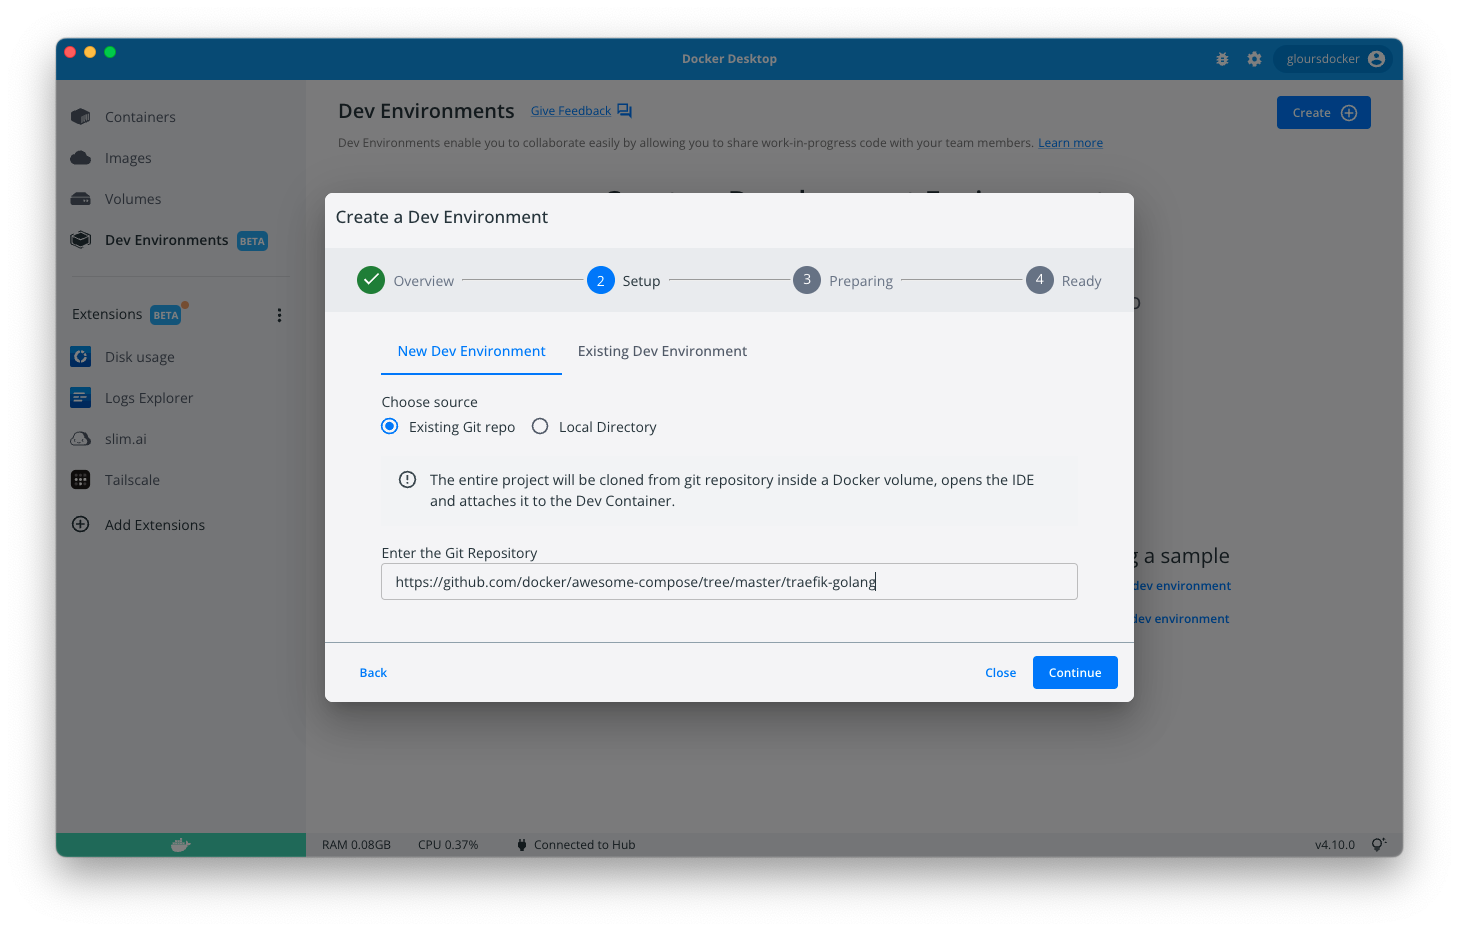 Docker Desktop
gloursdocker
Containers
Images
Volumes
Dev Environments BETA
Extensions BETA
Disk usage
Logs Explorer
slim.ai
Tailscale
Add Extensions
Dev Environments Give Feedback
Create
Dev Environments enable you to collaborate easily by allowing you to share work-in-progress code with your team members. Learn more
Create a Dev Environment
Overview 2 Setup 3 Preparing 4 Ready
New Dev Environment Existing Dev Environment
Choose source
Existing Git repo Local Directory
The entire project will be cloned from git repository inside a Docker volume, opens the IDE
and attaches it to the Dev Container.
Enter the Git Repository
https://github.com/docker/awesome-compose/tree/master/traefik-golang
Back Close Continue
a sample
dev environment
dev environment
RAM 0.08GB CPU 0.37% Connected to Hub v4.10.0